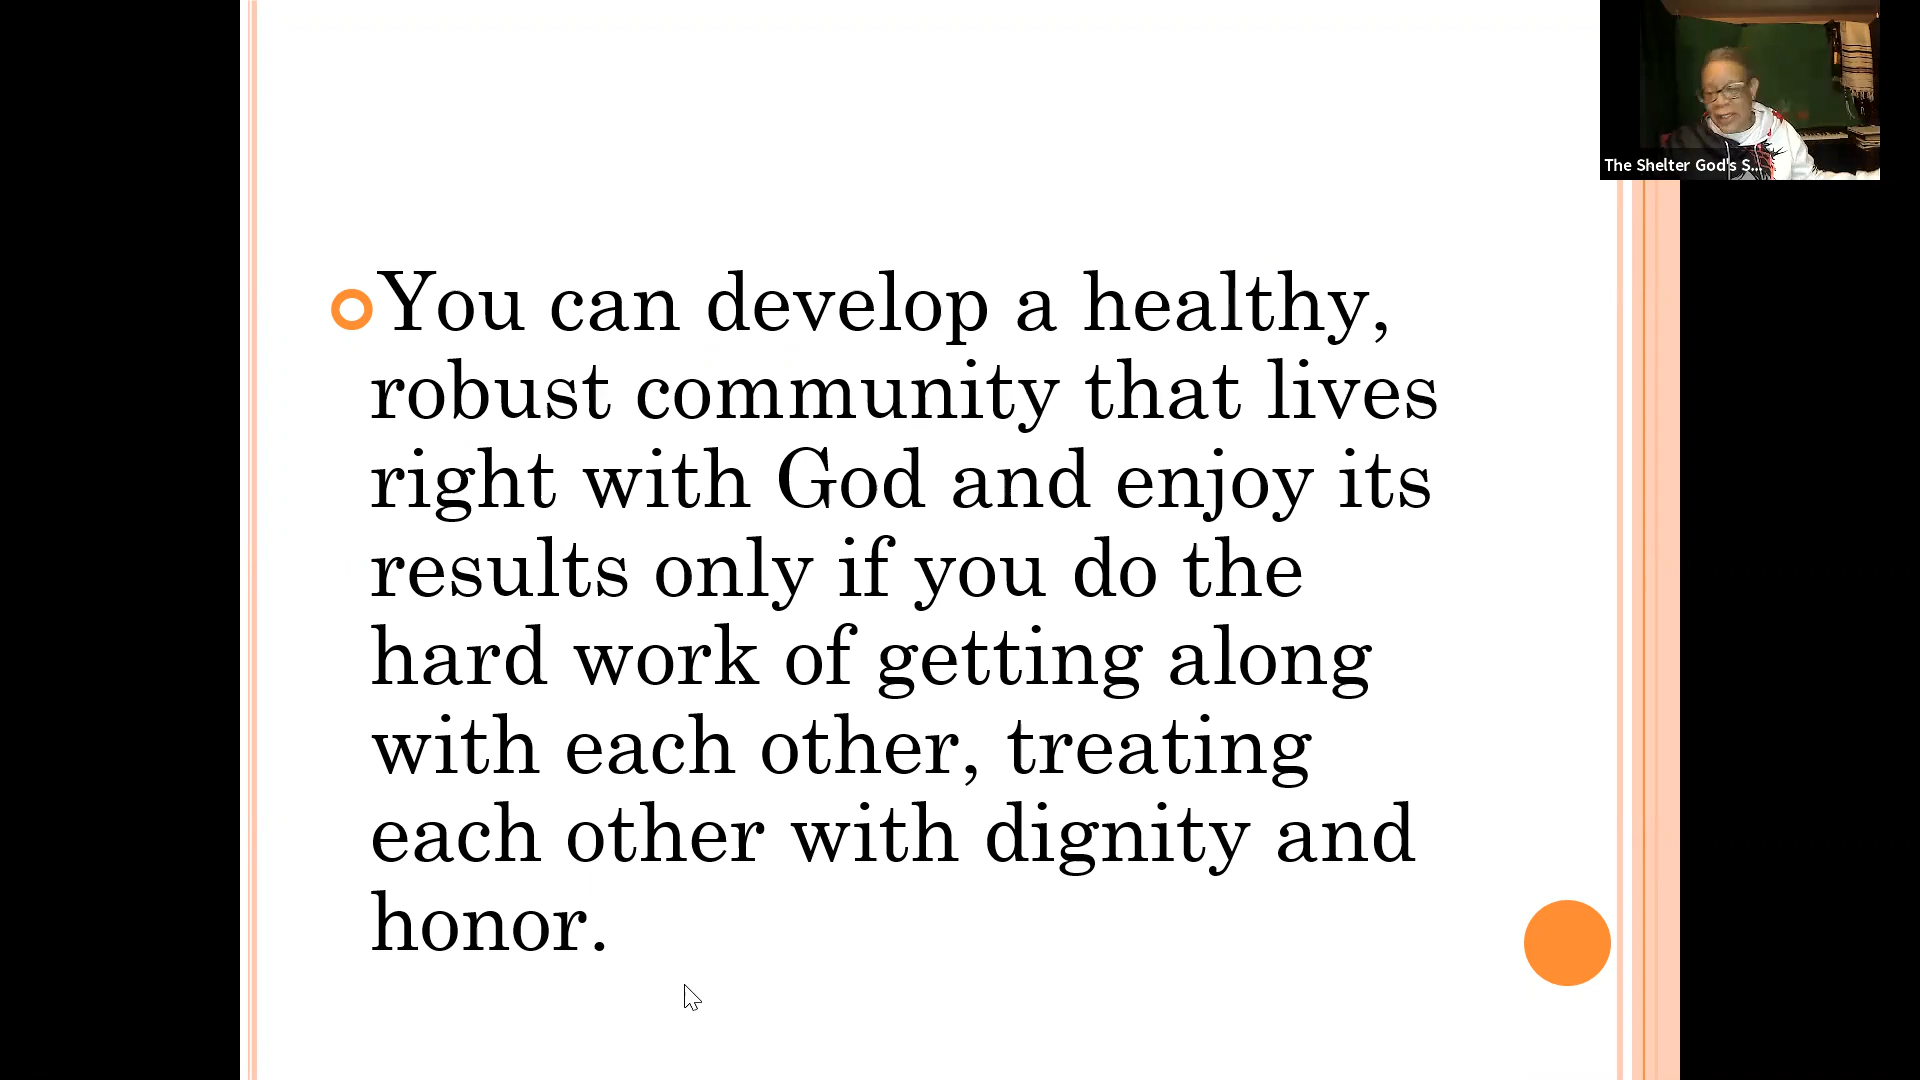 The Shelter God's S...
You can develop a healthy,
robust community that lives
right with God and enjoy its
results only if you do the
hard work of getting along
with each other, treating
each other with dignity and
honor.